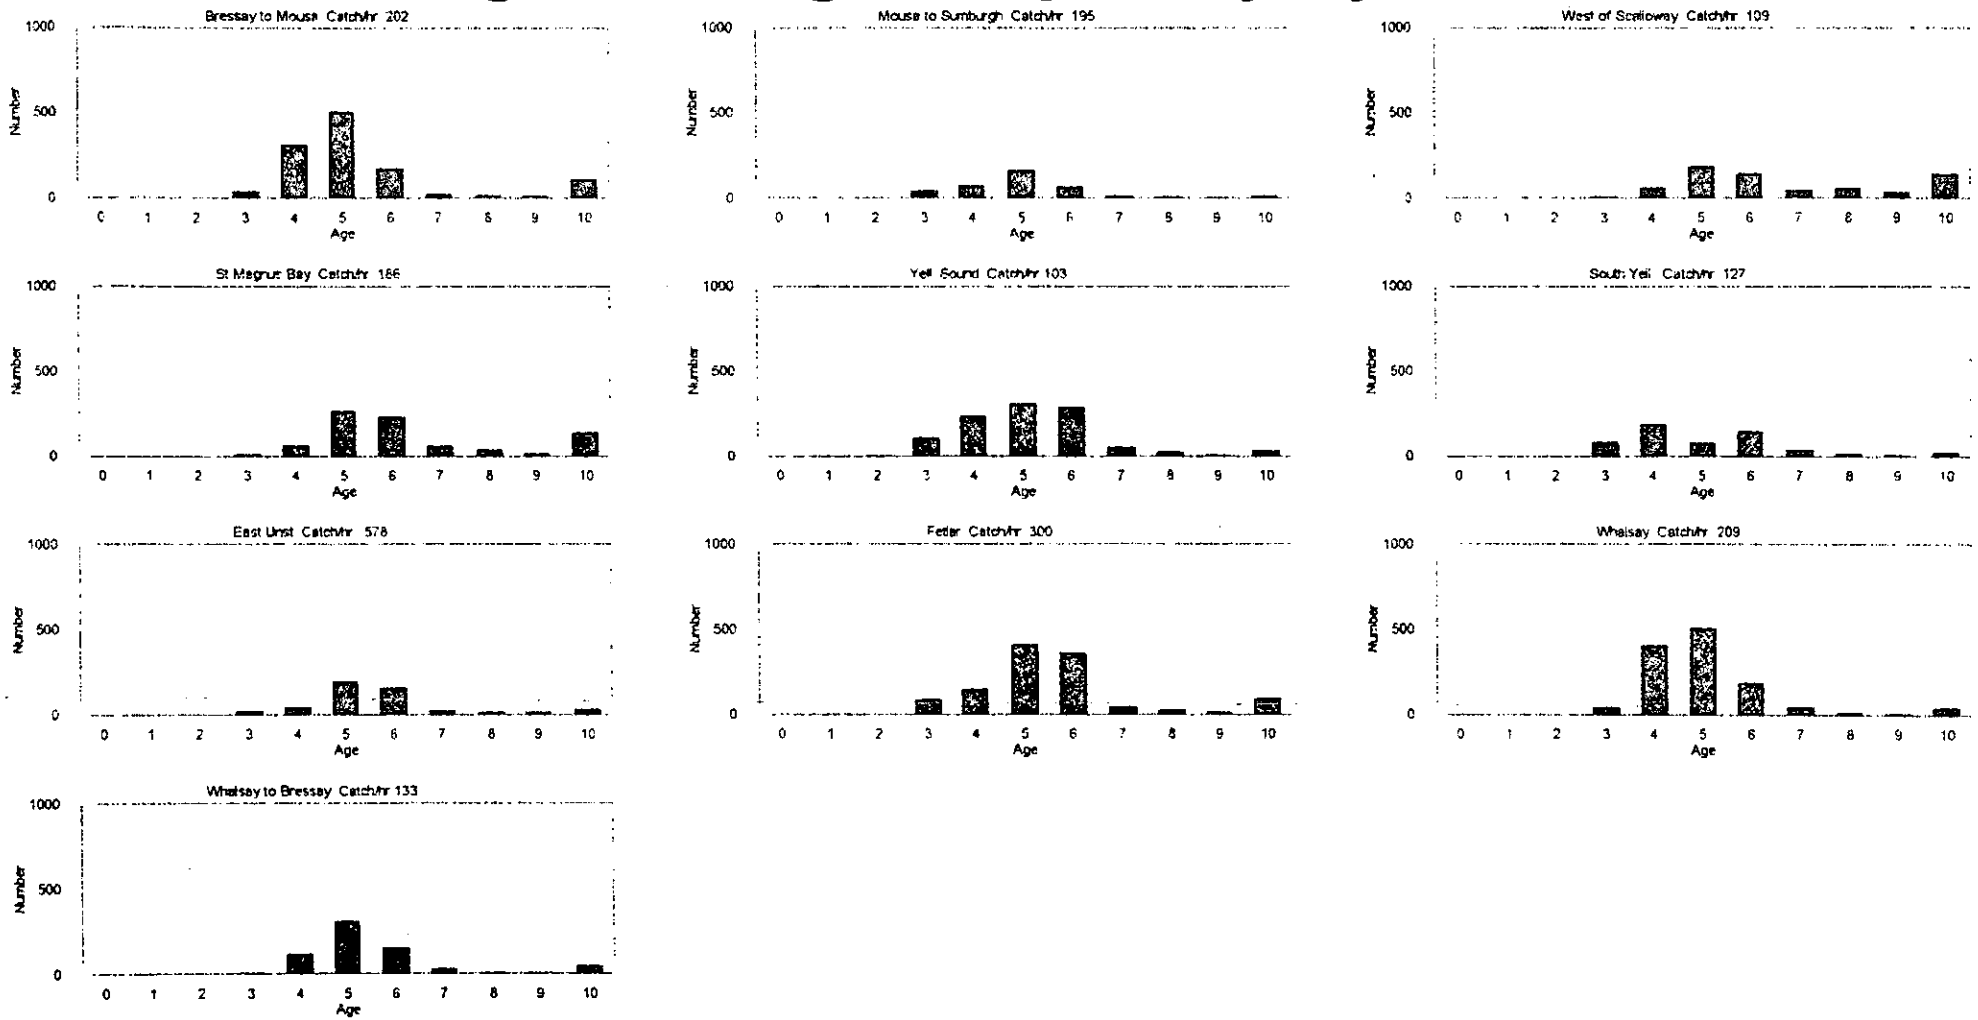 Bressay to Mousa Catch/hr 202
1000
500
0
Number
0 1 2 3 4 5 6 7 8 9 10
Age
Mousa to Sumburgh Catch/hr 195
1000
500
0
Number
0 1 2 3 4 5 6 7 8 9 10
Age
West of Scalloway Catch/hr 109
1000
500
0
Number
0 1 2 3 4 5 6 7 8 9 10
Age
St Magnus Bay Catch/hr 186
1000
500
0
Number
0 1 2 3 4 5 6 7 8 9 10
Age
Yell Sound Catch/hr 103
1000
500
0
Number
0 1 2 3 4 5 6 7 8 9 10
Age
South Yell Catch/hr 127
1000
500
0
Number
0 1 2 3 4 5 6 7 8 9 10
Age
East Unst Catch/hr 578
1000
500
0
Number
0 1 2 3 4 5 6 7 8 9 10
Age
Fetlar Catch/hr 300
1000
500
0
Number
0 1 2 3 4 5 6 7 8 9 10
Age
Whalsay Catch/hr 209
1000
500
0
Number
0 1 2 3 4 5 6 7 8 9 10
Age
Whalsay to Bressay Catch/hr 133
1000
500
0
Number
0 1 2 3 4 5 6 7 8 9 10
Age